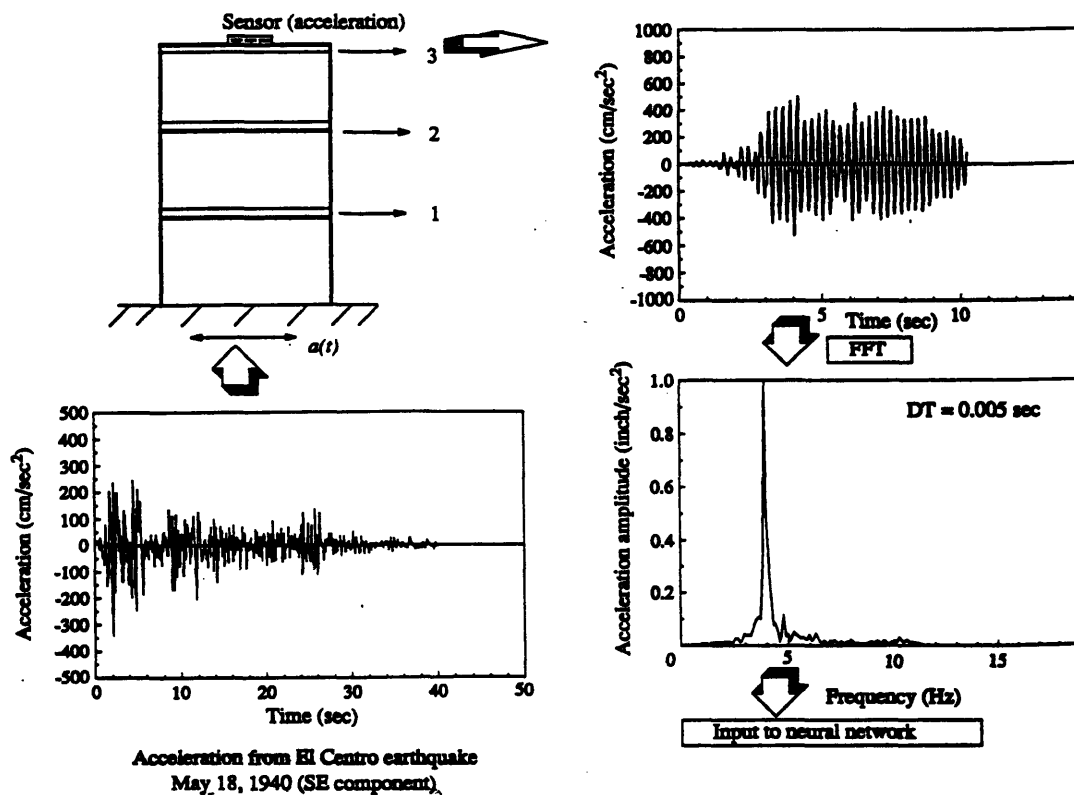 Sensor (acceleration)
3
2
1
a(t)
Acceleration (cm/sec²)
500
400
300
200
100
0
-100
-200
-300
-400
-500
0 10 20 30 40 50
Time (sec)
Acceleration from El Centro earthquake
May 18, 1940 (SE component)
Acceleration (cm/sec²)
1000
800
600
400
200
0
-200
-400
-600
-800
-1000
0 5 10
Time (sec)
FFT
Acceleration amplitude (inch/sec²)
1.0
0.8
0.6
0.4
0.2
DT = 0.005 sec
0 5 10 15
Frequency (Hz)
Input to neural network